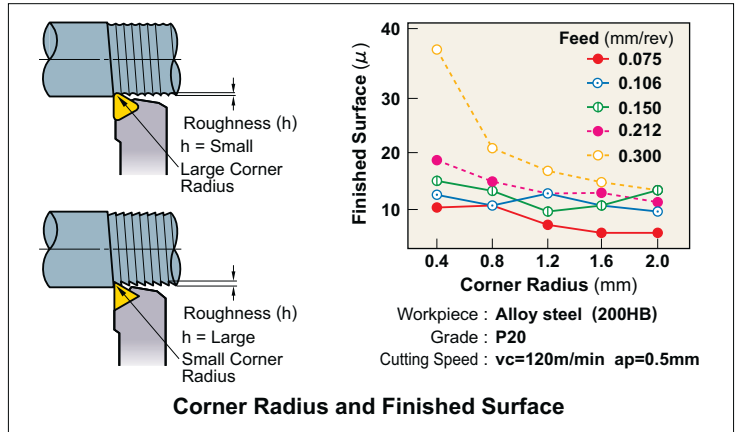 Roughness (h)
h = Small
Large Corner
Radius
Roughness (h)
h = Large
Small Corner
Radius
Finished Surface (μ)
40
30
20
10
Feed (mm/rev)
0.075
0.106
0.150
0.212
0.300
0.4 0.8 1.2 1.6 2.0
Corner Radius (mm)
Workpiece : Alloy steel (200HB)
Grade : P20
Cutting Speed : vc=120m/min ap=0.5mm
Corner Radius and Finished Surface